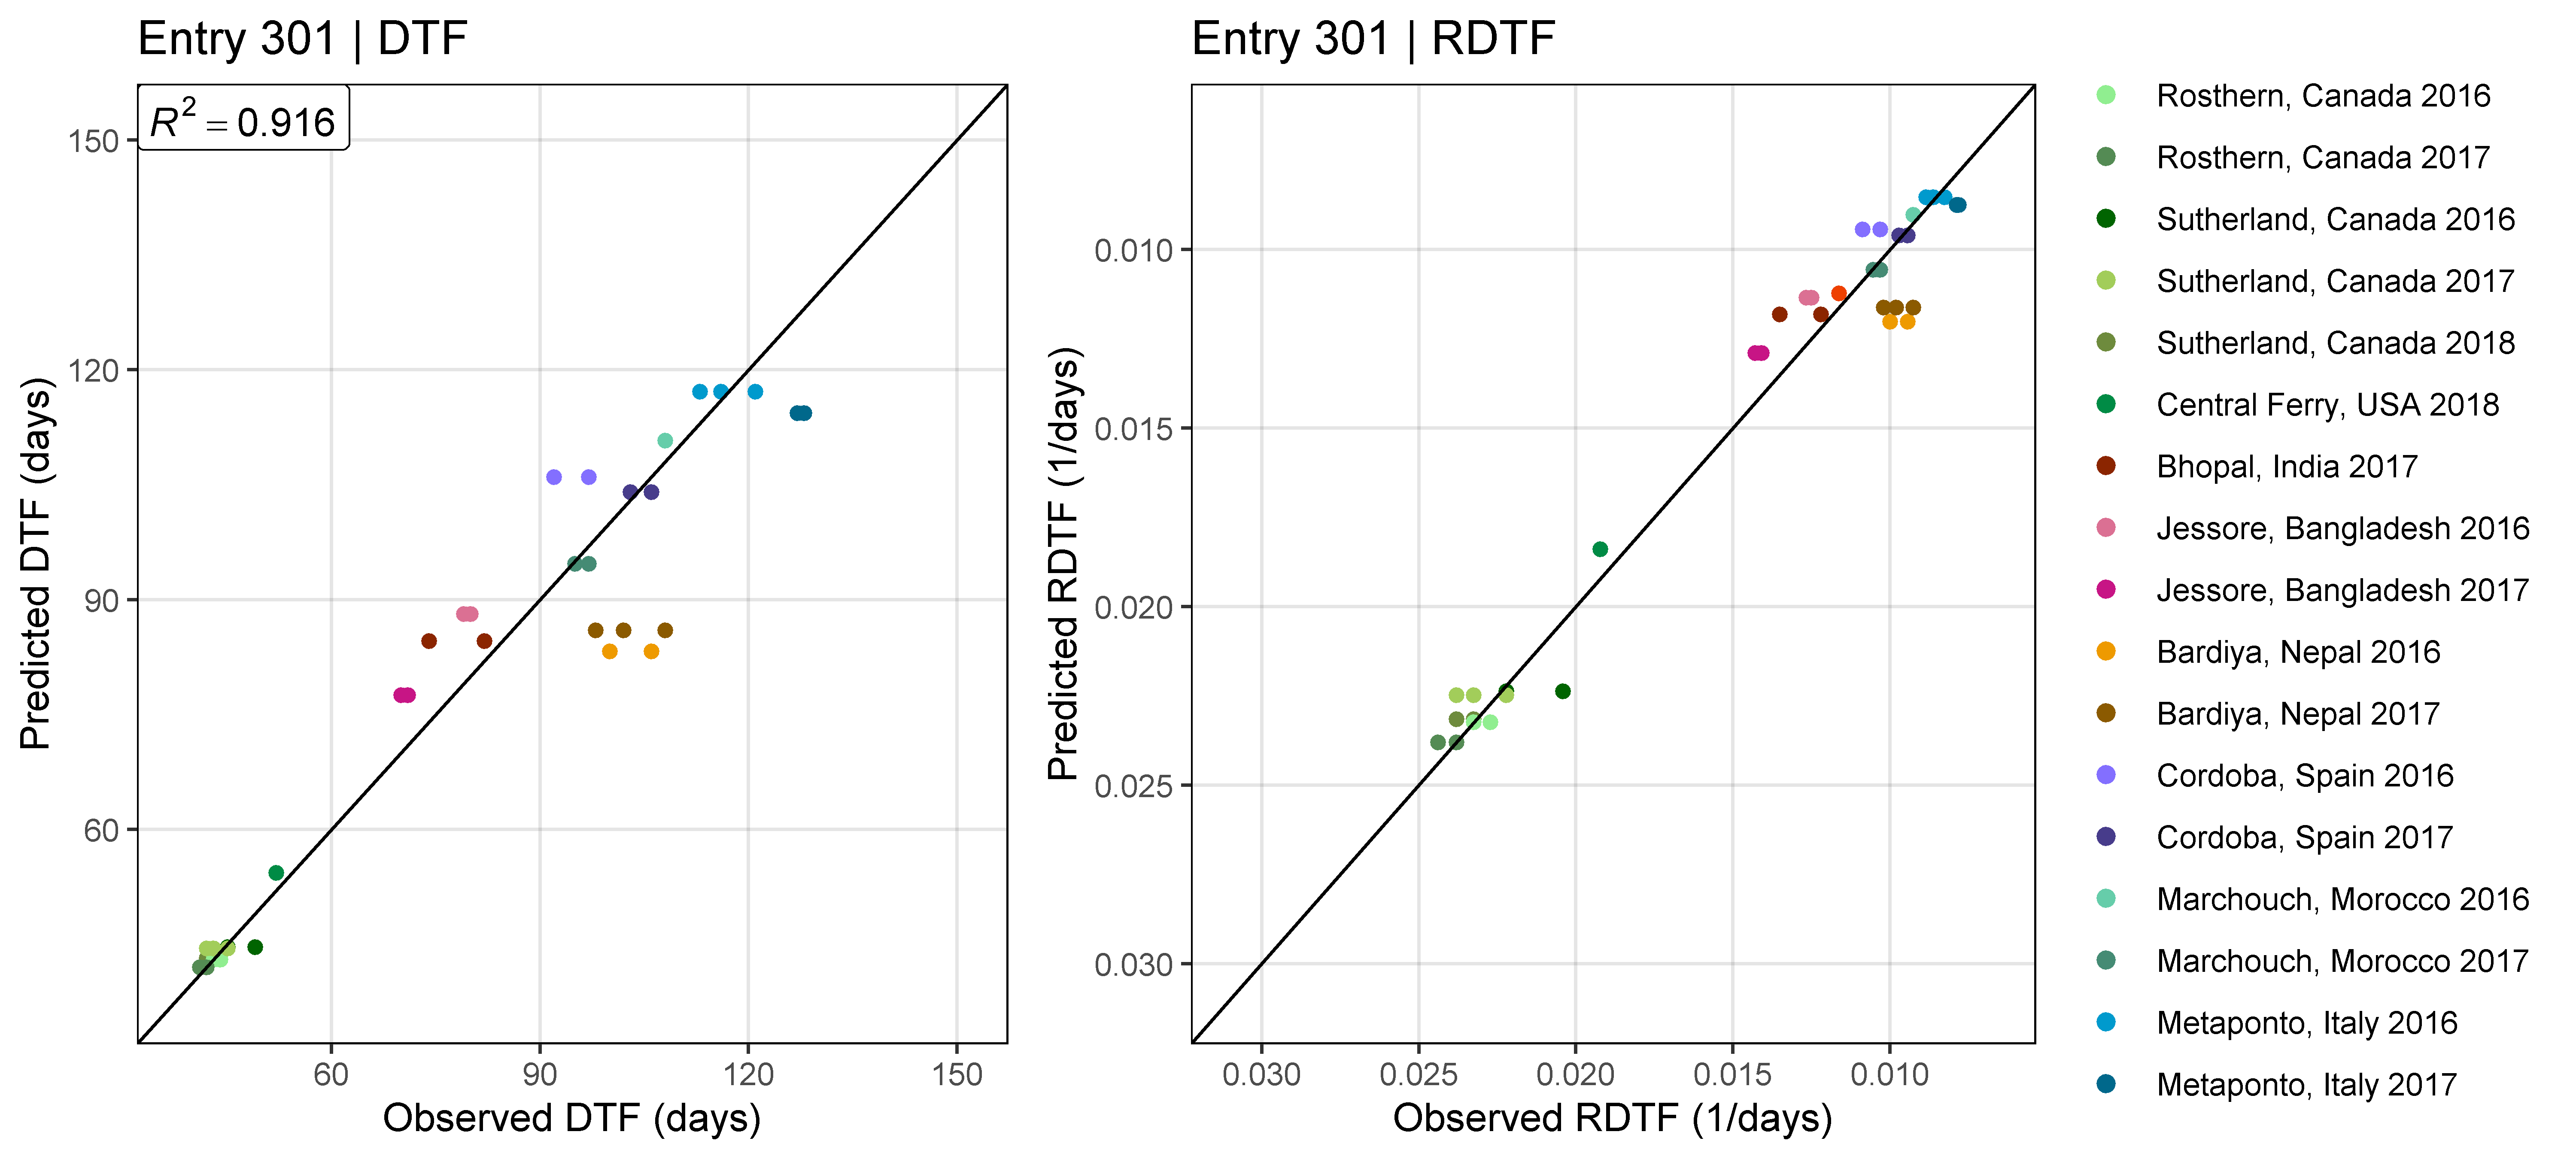 Entry 301 | DTF
R² = 0.916
150
120
90
60
60
90
120
150
Predicted DTF (days)
Observed DTF (days)
Entry 301 | RDTF
0.010
0.015
0.020
0.025
0.030
0.030
0.025
0.020
0.015
0.010
Predicted RDTF (1/days)
Observed RDTF (1/days)
Rosthern, Canada 2016
Rosthern, Canada 2017
Sutherland, Canada 2016
Sutherland, Canada 2017
Sutherland, Canada 2018
Central Ferry, USA 2018
Bhopal, India 2017
Jessore, Bangladesh 2016
Jessore, Bangladesh 2017
Bardiya, Nepal 2016
Bardiya, Nepal 2017
Cordoba, Spain 2016
Cordoba, Spain 2017
Marchouch, Morocco 2016
Marchouch, Morocco 2017
Metaponto, Italy 2016
Metaponto, Italy 2017